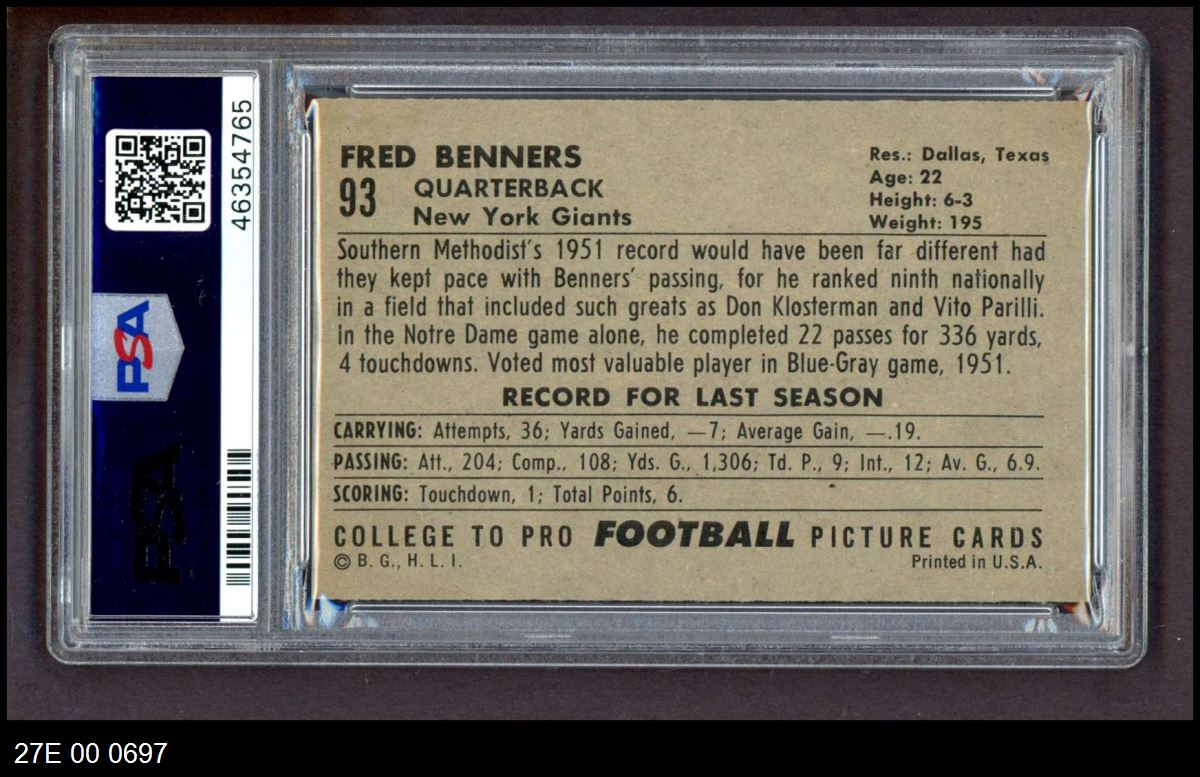 46354765
PSA
PSA
FRED BENNERS
93 QUARTERBACK
New York Giants
Res.: Dallas, Texas
Age: 22
Height: 6-3
Weight: 195
Southern Methodist's 1951 record would have been far different had
they kept pace with Benners' passing, for he ranked ninth nationally
in a field that included such greats as Don Klosterman and Vito Parilli.
In the Notre Dame game alone, he completed 22 passes for 336 yards,
4 touchdowns. Voted most valuable player in Blue-Gray game, 1951.
RECORD FOR LAST SEASON
CARRYING: Attempts, 36; Yards Gained, —7; Average Gain, —.19.
PASSING: Att., 204; Comp., 108; Yds. G., 1,306; Td. P., 9; Int., 12; Av. G., 6.9.
SCORING: Touchdown, 1; Total Points, 6.
COLLEGE TO PRO FOOTBALL PICTURE CARDS
© B. G., H. L. I.
Printed in U.S.A.
27E 00 0697